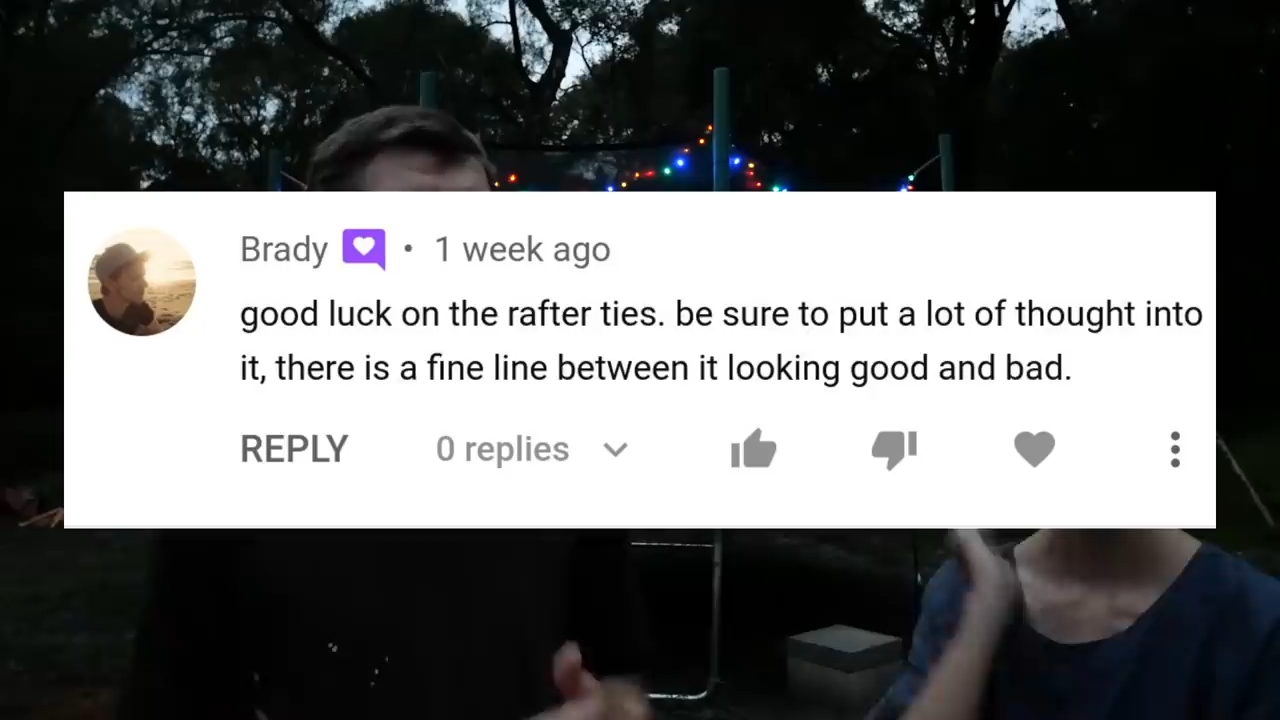 Brady • 1 week ago
good luck on the rafter ties. be sure to put a lot of thought into
it, there is a fine line between it looking good and bad.
REPLY 0 replies